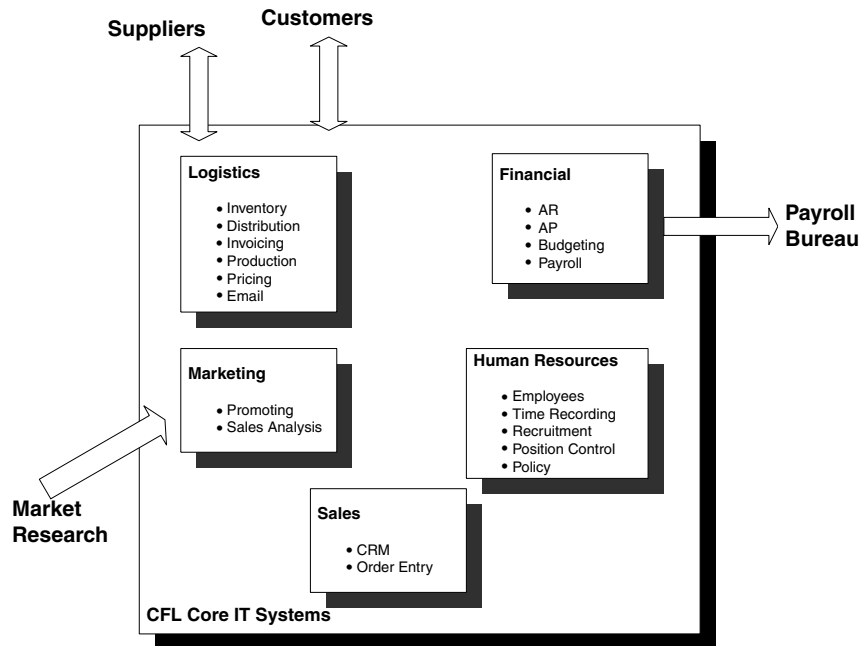 Suppliers
Customers
Logistics
• Inventory
• Distribution
• Invoicing
• Production
• Pricing
• Email
Financial
• AR
• AP
• Budgeting
• Payroll
Payroll
Bureau
Marketing
• Promoting
• Sales Analysis
Human Resources
• Employees
• Time Recording
• Recruitment
• Position Control
• Policy
Market
Research
Sales
• CRM
• Order Entry
CFL Core IT Systems